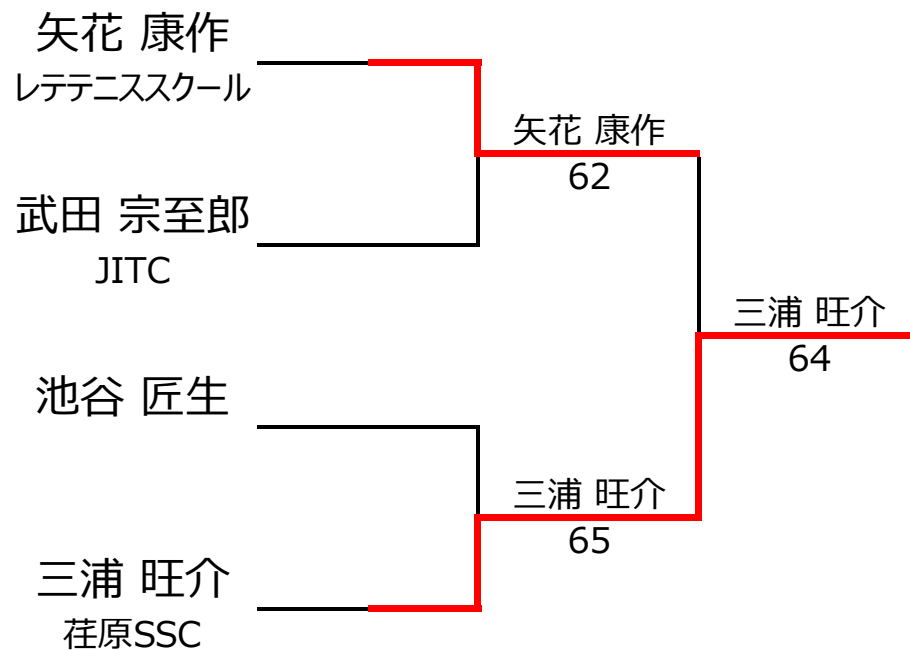 矢花 康作
レテテニススクール
武田 宗至郎
JITC
池谷 匠生
三浦 旺介
荏原SSC
矢花 康作
62
三浦 旺介
65
三浦 旺介
64